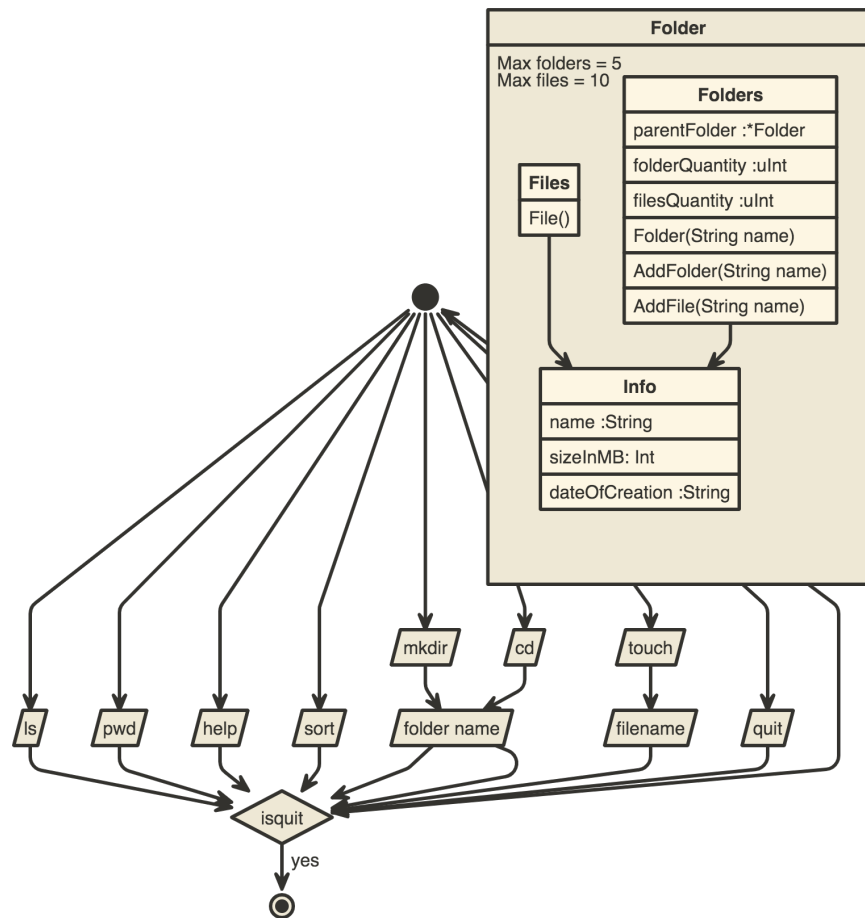 Folder
Max folders = 5
Max files = 10
Folders
parentFolder :*Folder
folderQuantity :uInt
filesQuantity :uInt
Folder(String name)
AddFolder(String name)
AddFile(String name)
Files
File()
Info
name :String
sizeInMB: Int
dateOfCreation :String
mkdir
cd
touch
ls
pwd
help
sort
folder name
filename
quit
isquit
yes